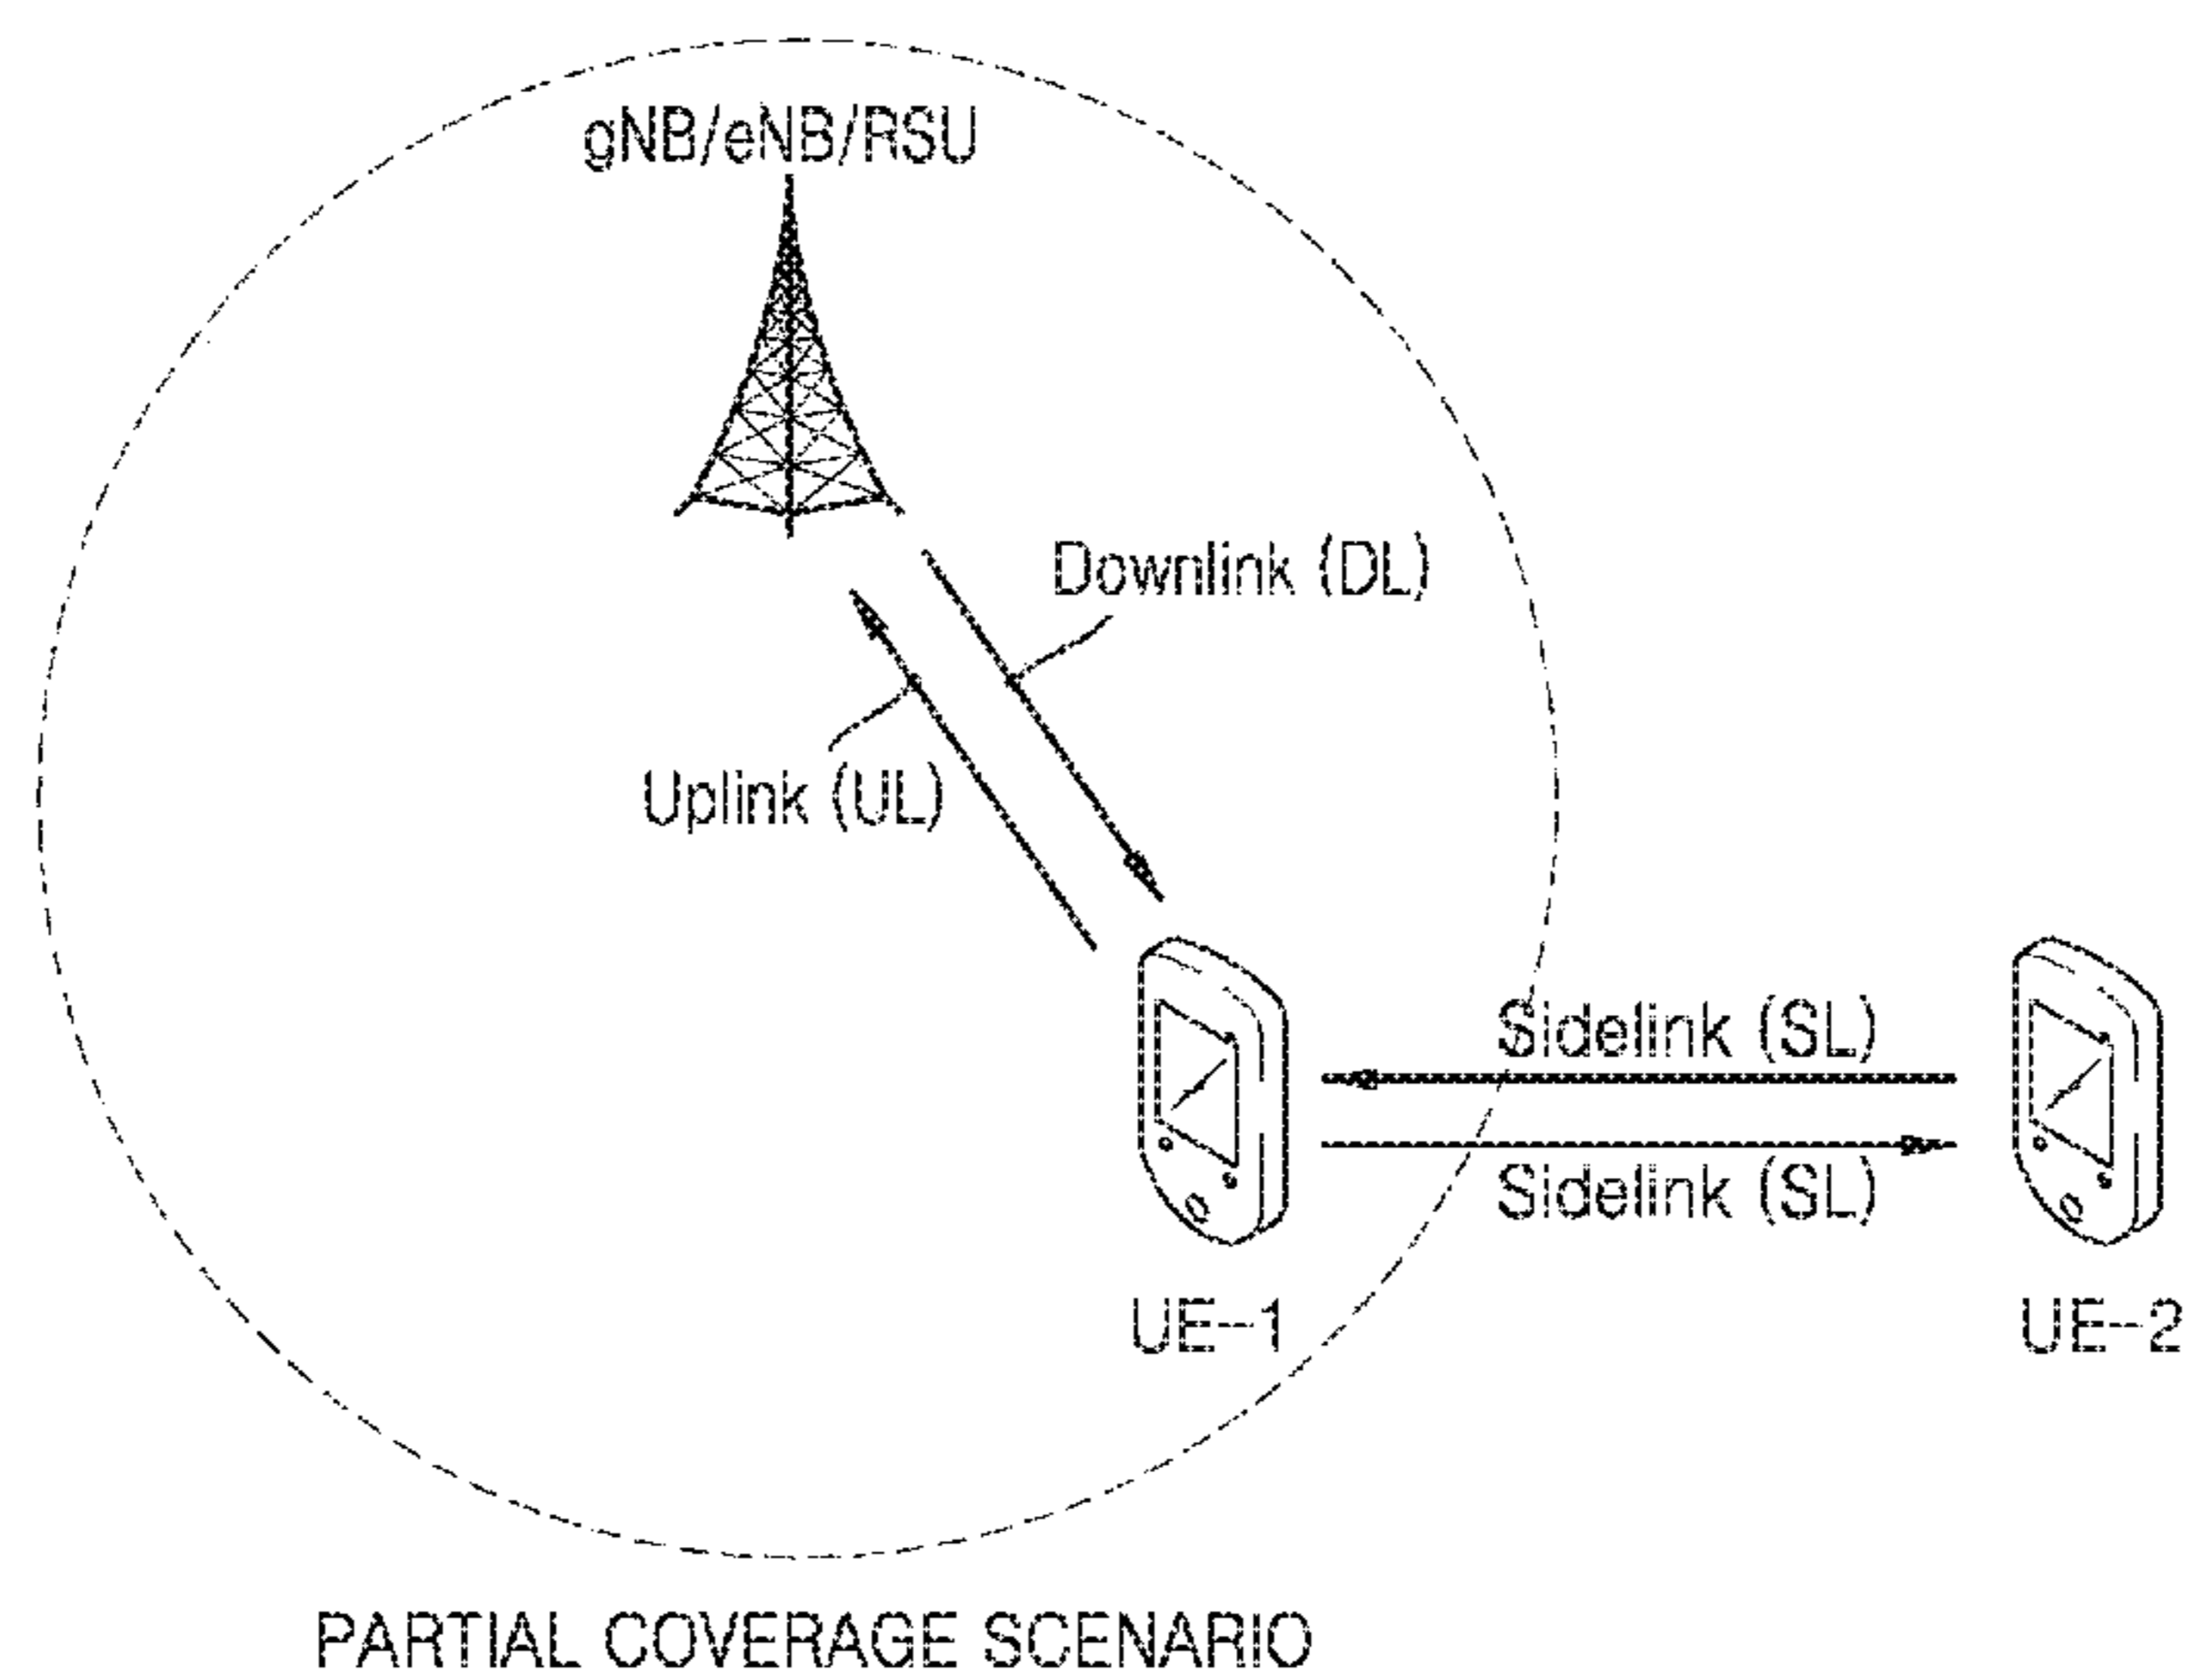 gNB/eNB/RSU
Downlink (DL)
Uplink (UL)
Sidelink (SL)
Sidelink (SL)
UE-1
UE-2
PARTIAL COVERAGE SCENARIO